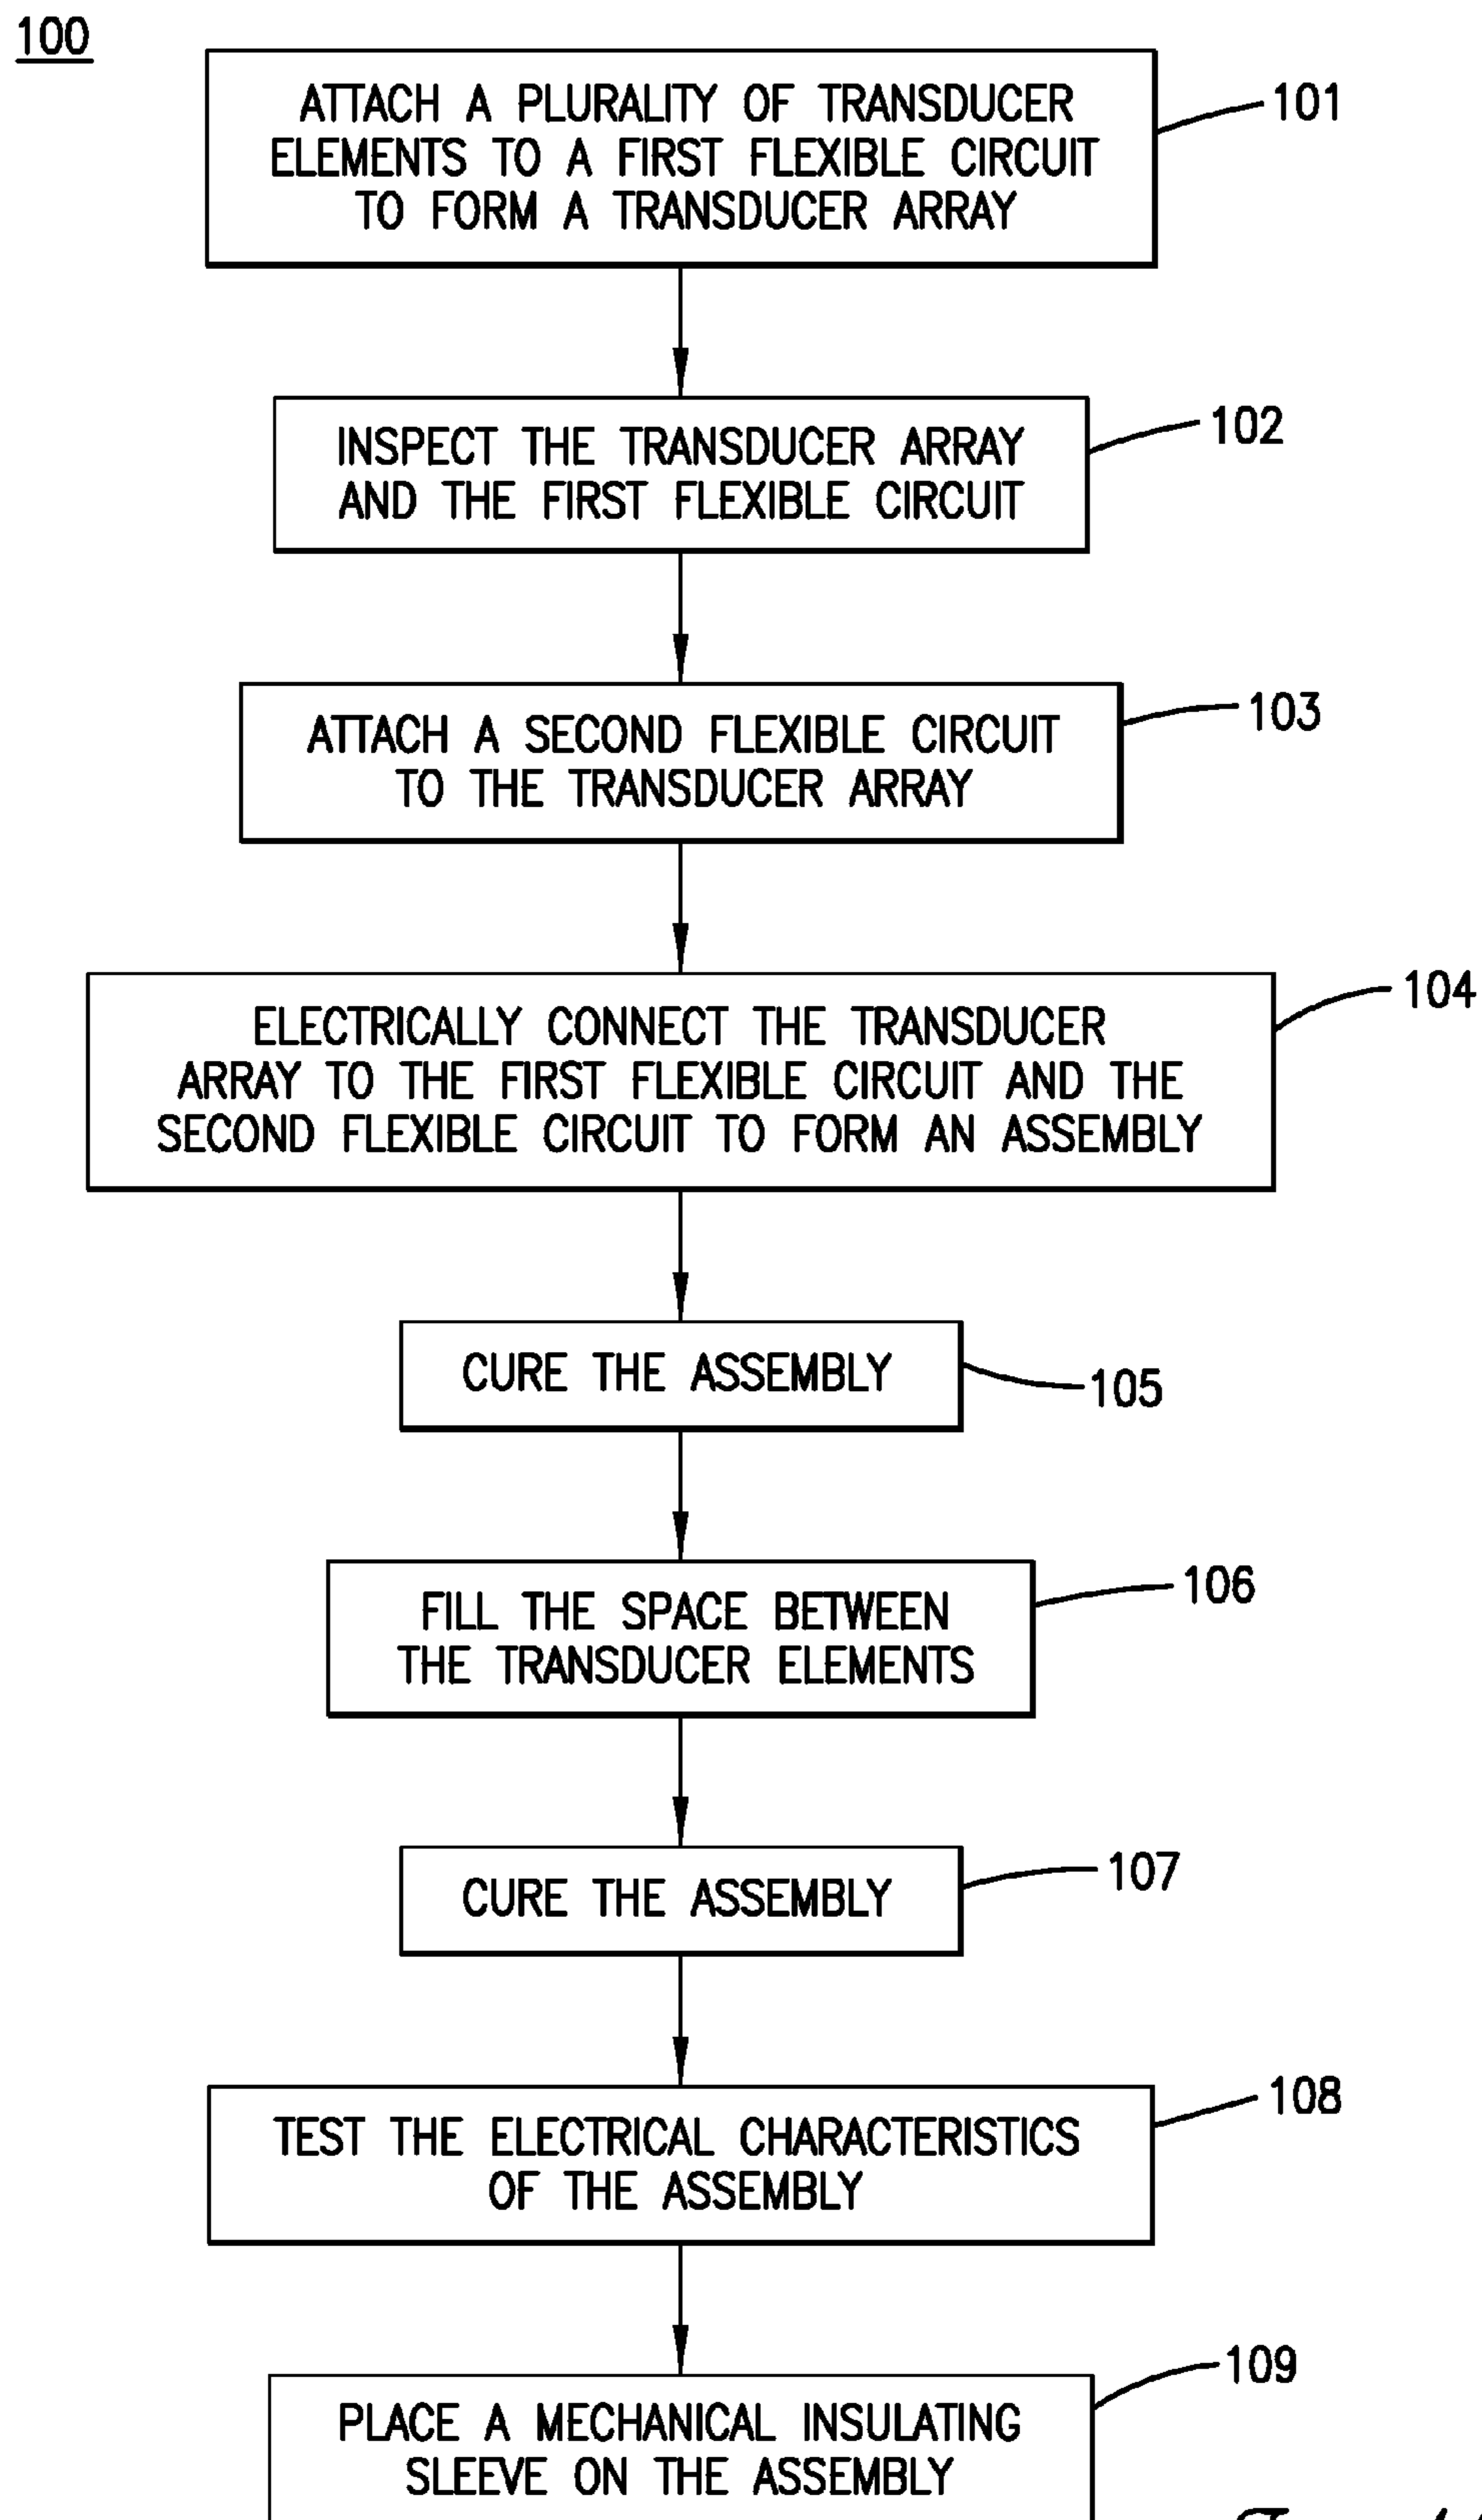 100
ATTACH A PLURALITY OF TRANSDUCER
ELEMENTS TO A FIRST FLEXIBLE CIRCUIT
TO FORM A TRANSDUCER ARRAY
101
INSPECT THE TRANSDUCER ARRAY
AND THE FIRST FLEXIBLE CIRCUIT
102
ATTACH A SECOND FLEXIBLE CIRCUIT
TO THE TRANSDUCER ARRAY
103
ELECTRICALLY CONNECT THE TRANSDUCER
ARRAY TO THE FIRST FLEXIBLE CIRCUIT AND THE
SECOND FLEXIBLE CIRCUIT TO FORM AN ASSEMBLY
104
CURE THE ASSEMBLY
105
FILL THE SPACE BETWEEN
THE TRANSDUCER ELEMENTS
106
CURE THE ASSEMBLY
107
TEST THE ELECTRICAL CHARACTERISTICS
OF THE ASSEMBLY
108
PLACE A MECHANICAL INSULATING
SLEEVE ON THE ASSEMBLY
109